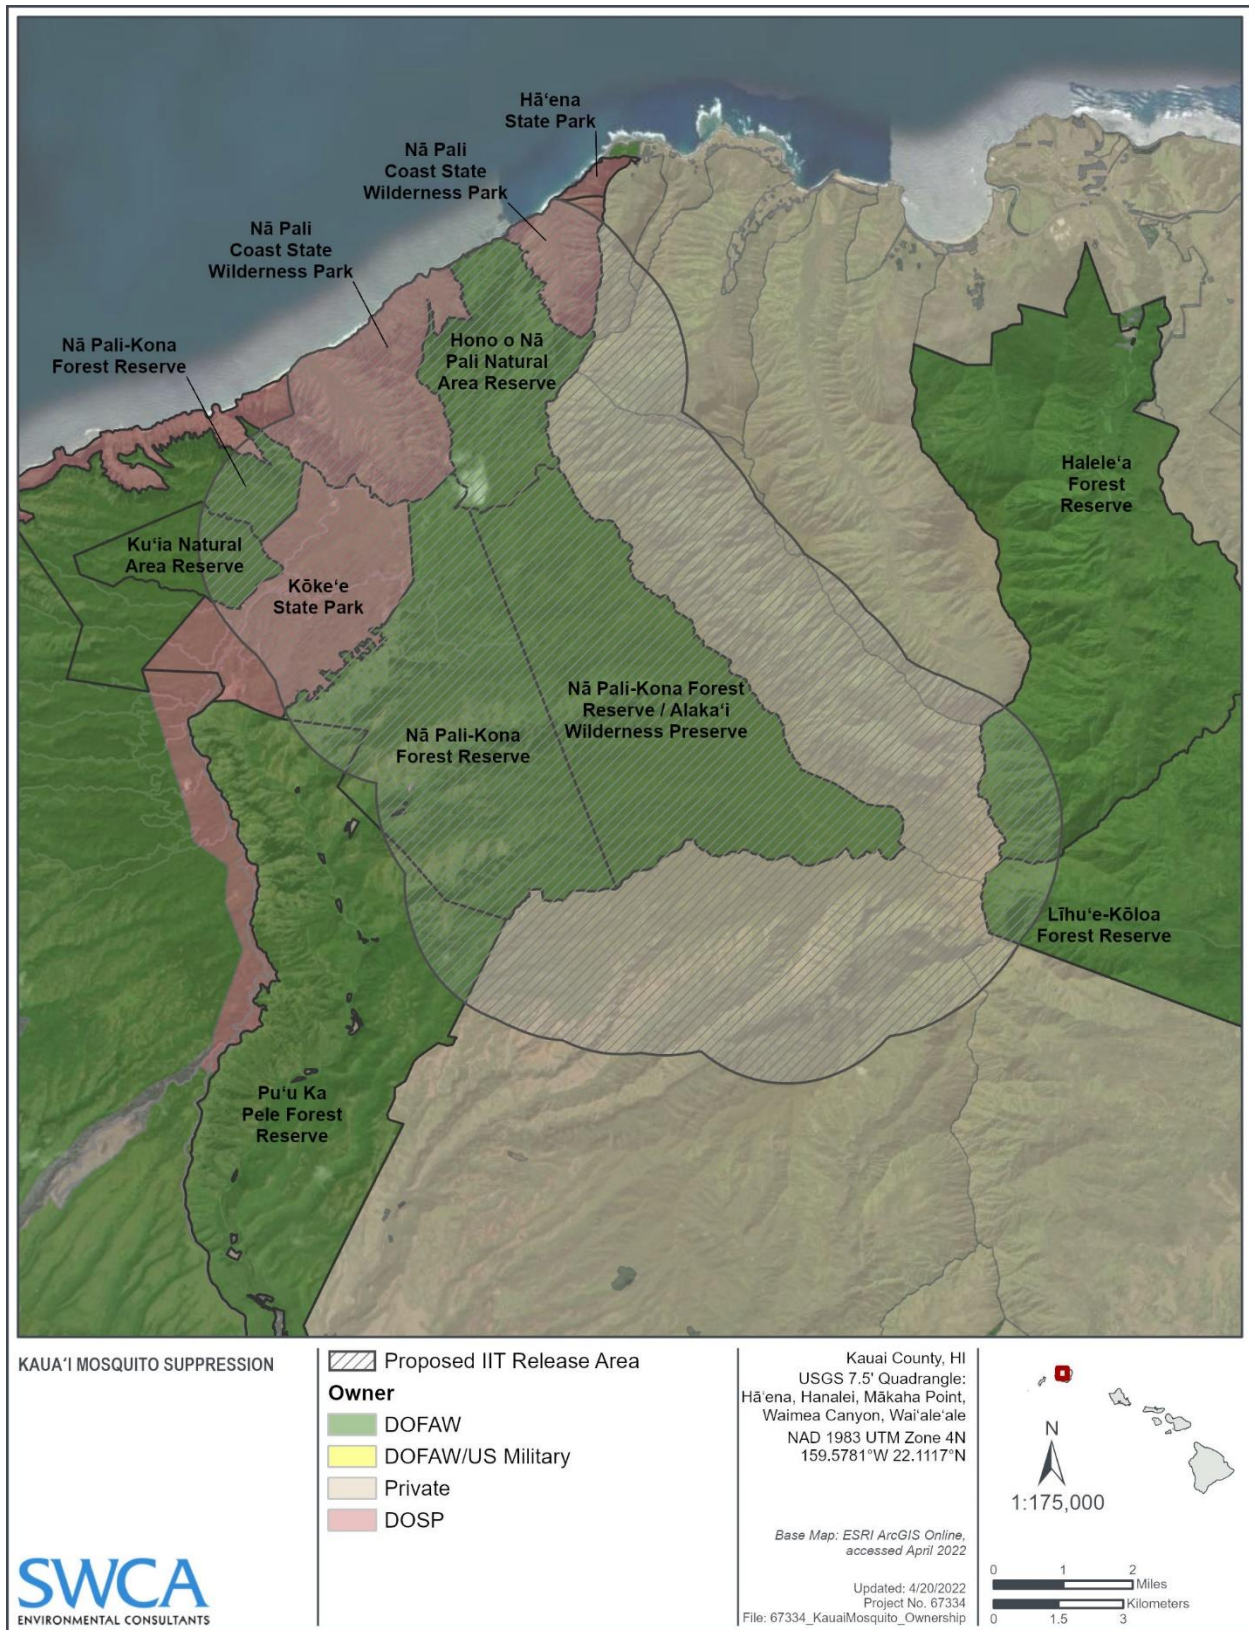 Hā‘ena
State Park
Nā Pali
Coast State
Wilderness Park
Nā Pali
Coast State
Wilderness Park
Nā Pali-Kona
Forest Reserve
Hono o Nā
Pali Natural
Area Reserve
Halele‘a
Forest
Reserve
Ku‘ia Natural
Area Reserve
Kōke‘e
State Park
Nā Pali-Kona Forest
Reserve / Alaka‘i
Wilderness Preserve
Nā Pali-Kona
Forest Reserve
Līhu‘e-Kōloa
Forest Reserve
Pu‘u Ka
Pele Forest
Reserve
KAUA‘I MOSQUITO SUPPRESSION
SWCA
ENVIRONMENTAL CONSULTANTS
Proposed IIT Release Area
Owner
DOFAW
DOFAW/US Military
Private
DOSP
Kauai County, HI
USGS 7.5' Quadrangle:
Hā‘ena, Hanalei, Mākaha Point,
Waimea Canyon, Wai‘ale‘ale
NAD 1983 UTM Zone 4N
159.5781°W 22.1117°N
Base Map: ESRI ArcGIS Online,
accessed April 2022
Updated: 4/20/2022
Project No. 67334
File: 67334_KauaiMosquito_Ownership
N
1:175,000
0 1 2
Miles
Kilometers
0 1.5 3